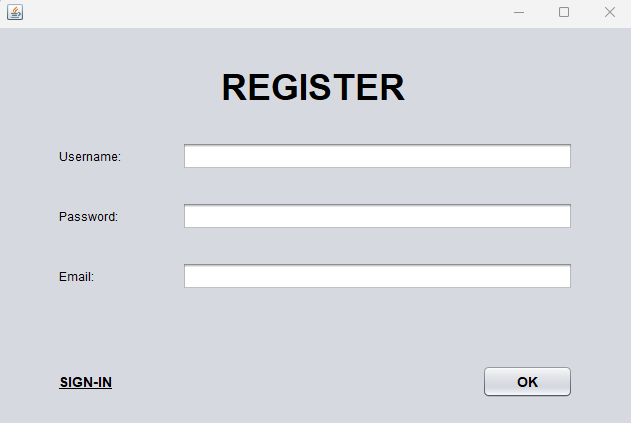 REGISTER
Username:
Password:
Email:
SIGN-IN OK